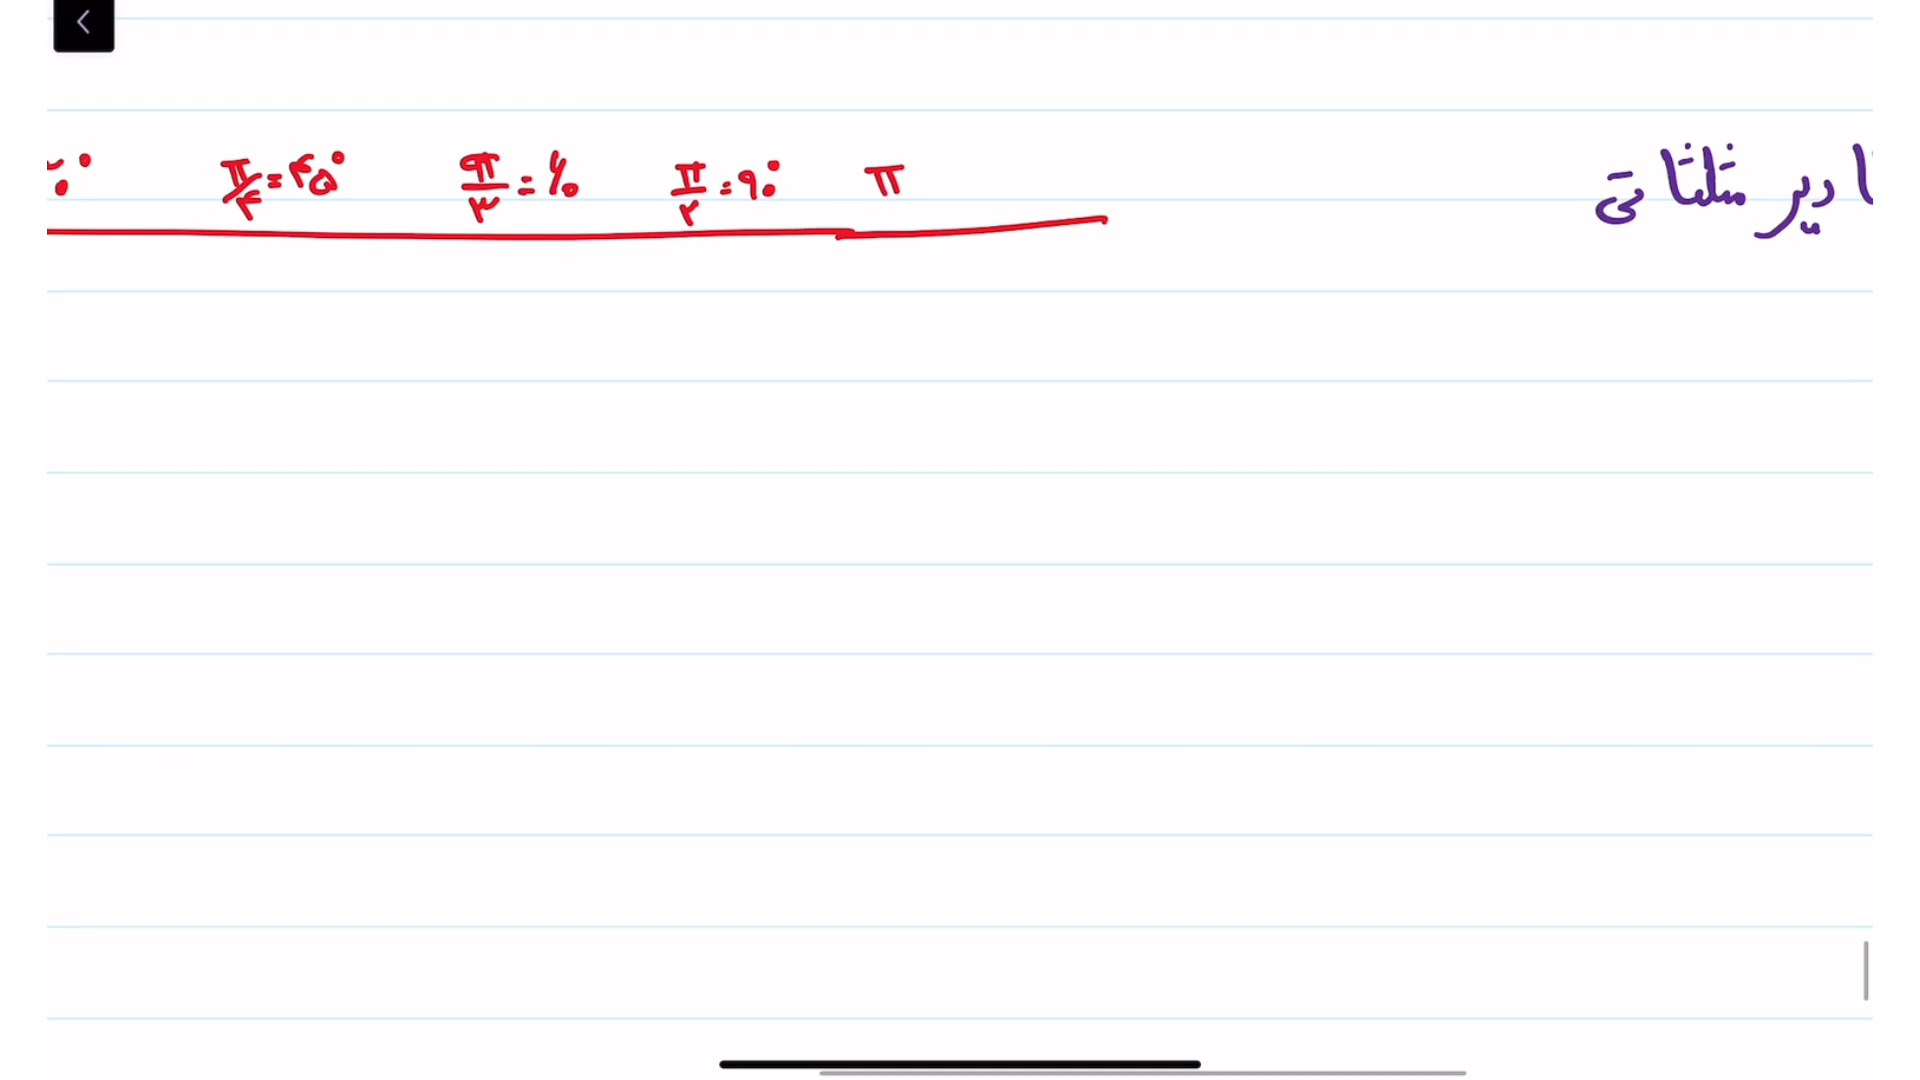 ادیر مثلثاتی
π/۴ = ۴۵° π/۳ = ۶۰ π/۲ = ۹۰° π